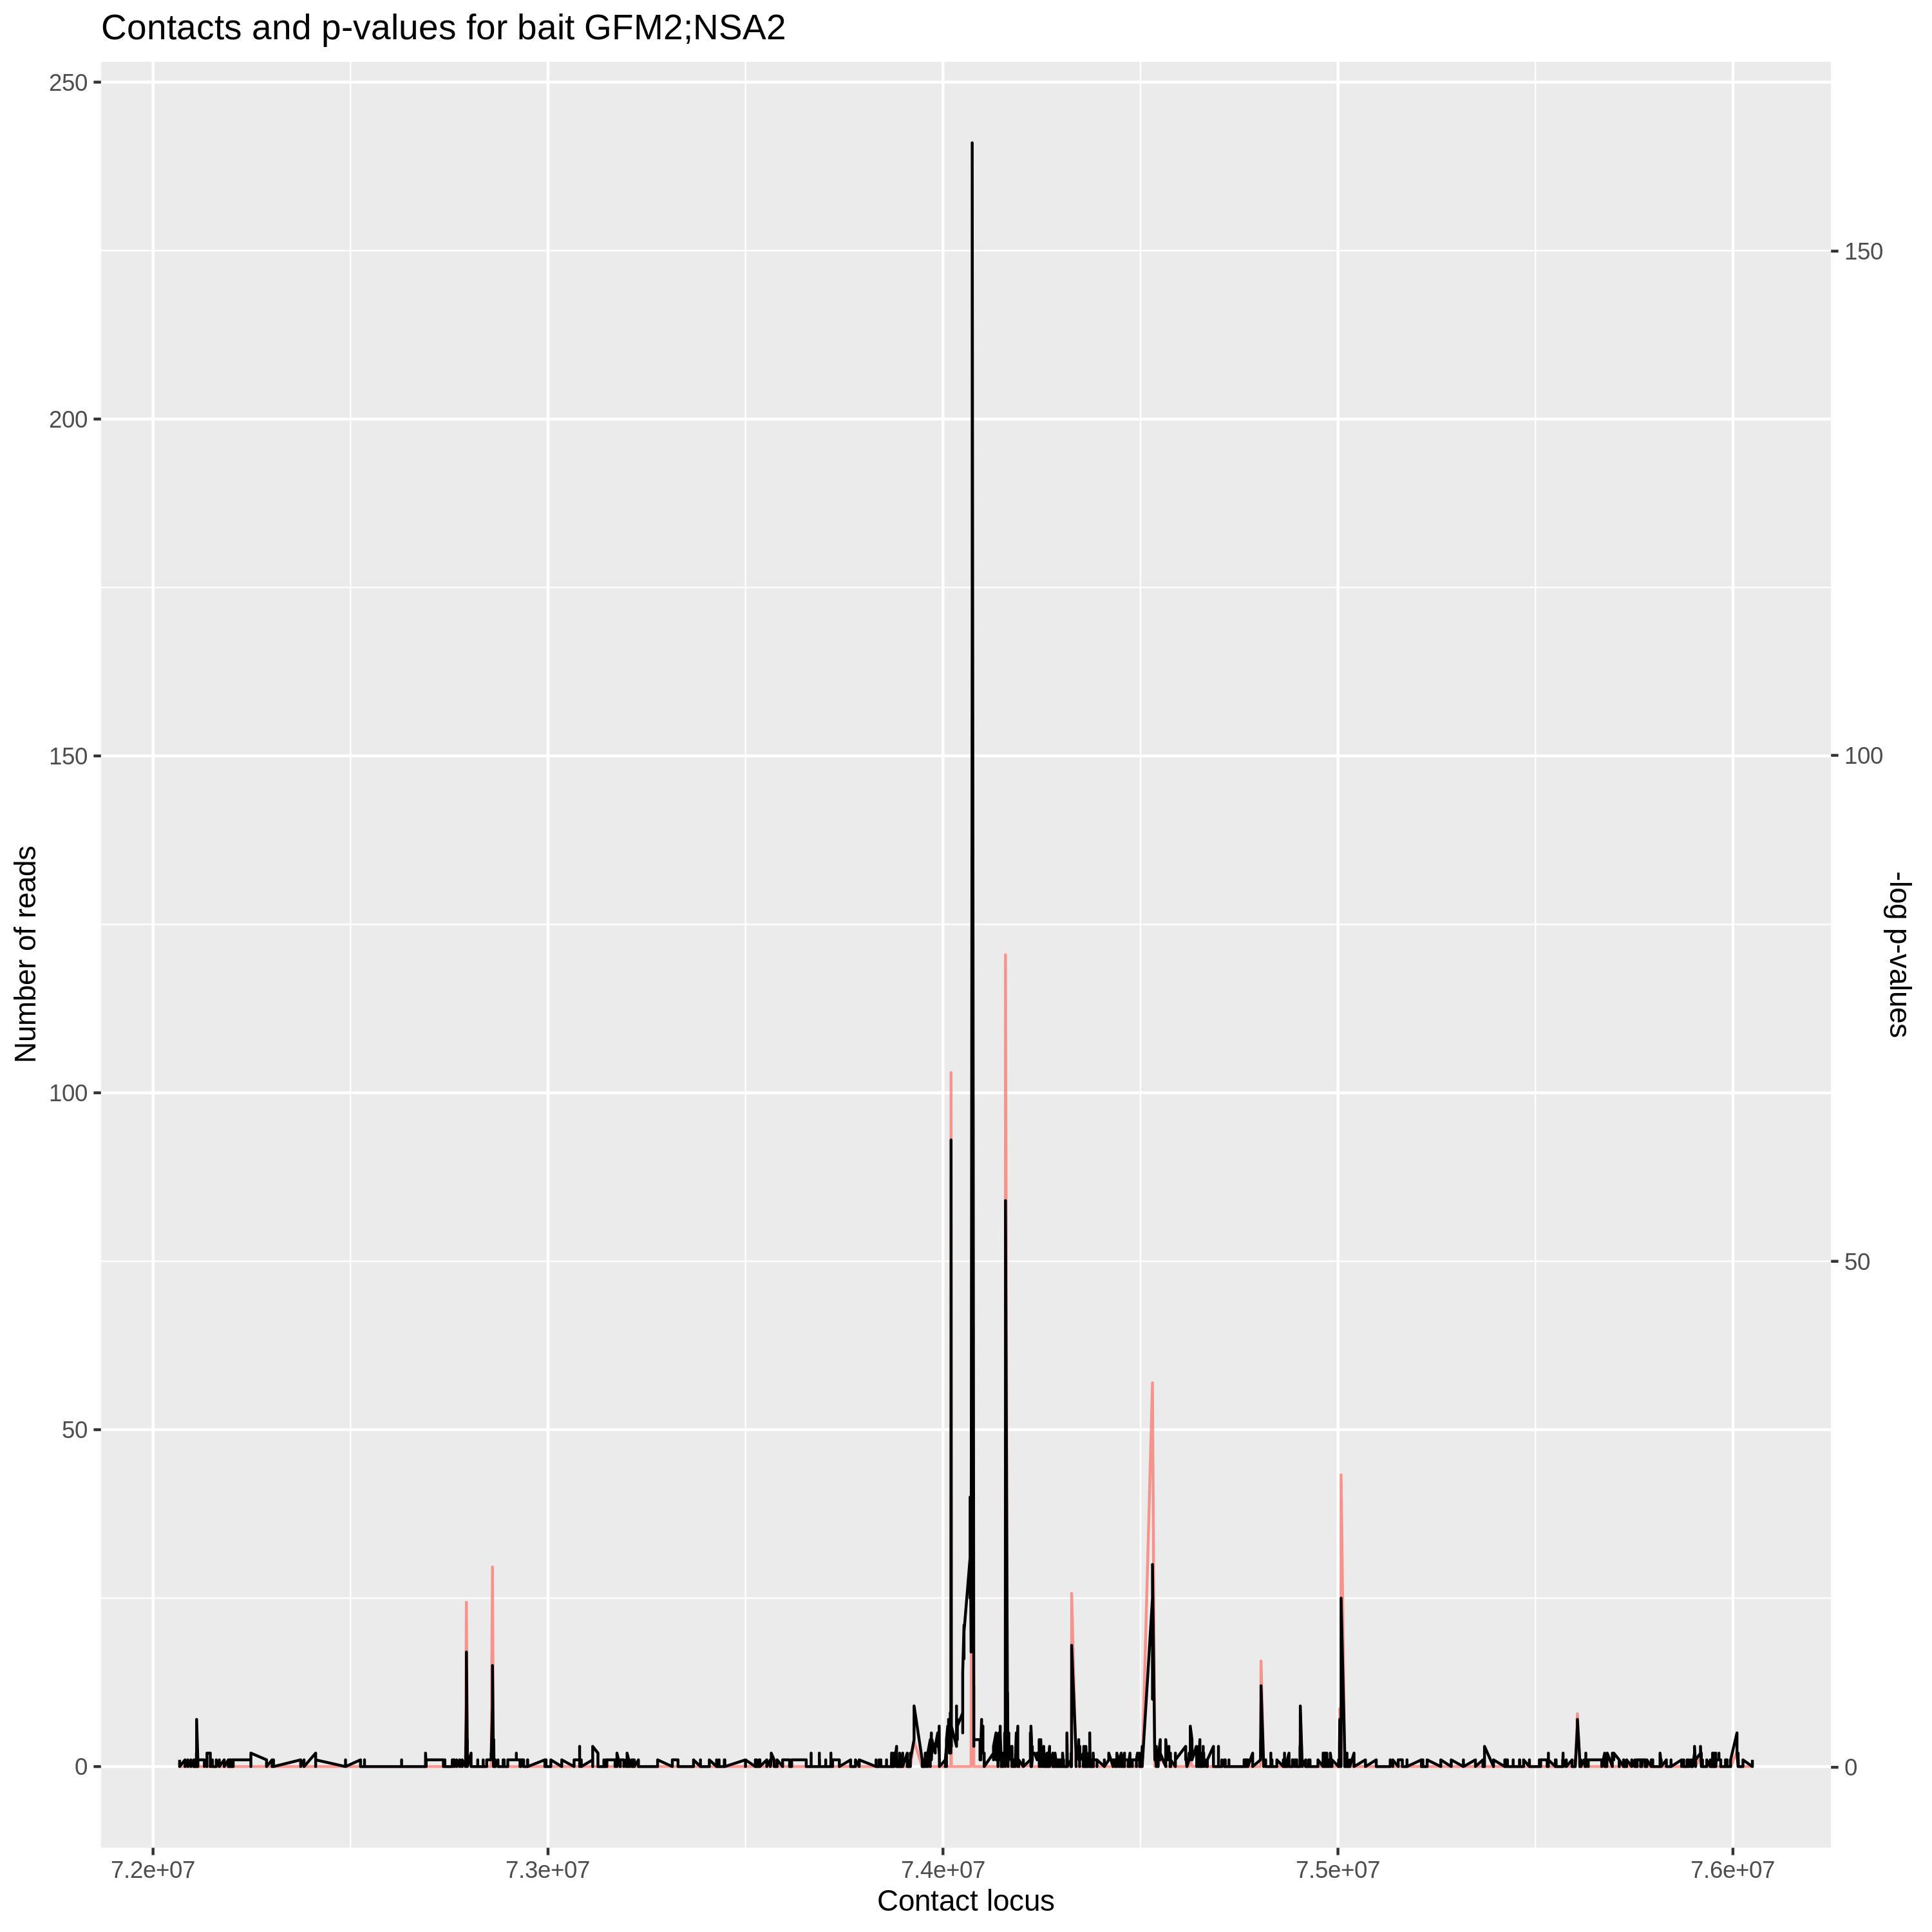 Contacts and p-values for bait GFM2;NSA2
250
200
150
100
50
0
Number of reads
150
100
50
0
-log p-values
7.2e+07
7.3e+07
7.4e+07
7.5e+07
7.6e+07
Contact locus